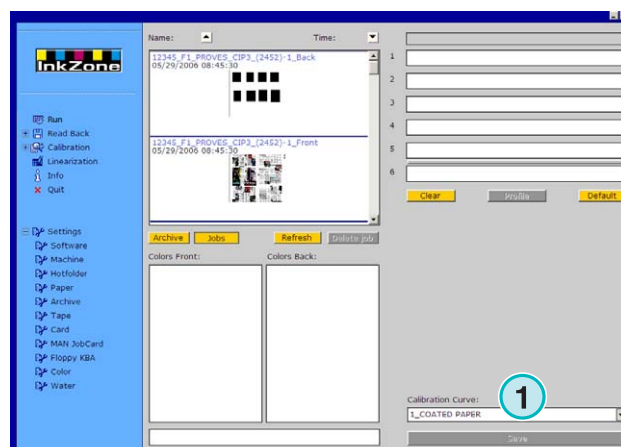 InkZone
Run
Read Back
Calibration
Linearization
Info
Quit
Settings
Software
Machine
Hotfolder
Paper
Archive
Tape
Card
MAN JobCard
Floppy KBA
Color
Water
Name:
Time:
12345_F1_PROVES_CIP3_(2452)-1_Back
05/29/2006 08:45:30
12345_F1_PROVES_CIP3_(2452)-1_Front
05/29/2006 08:45:30
Archive
Jobs
Refresh
Delete job
Colors Front:
Colors Back:
1
2
3
4
5
6
Clear
Profile
Default
Calibration Curve:
1
1_COATED PAPER
Save